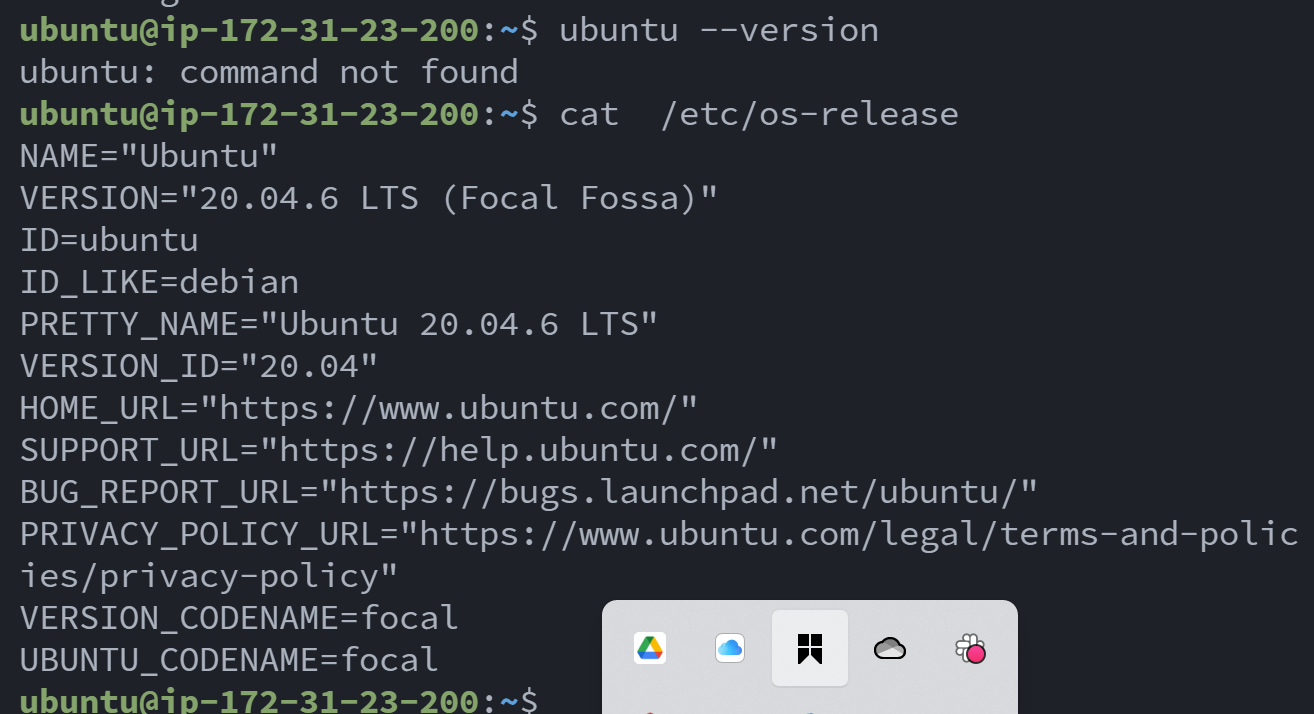 ubuntu@ip-172-31-23-200:~$ ubuntu --version
ubuntu: command not found
ubuntu@ip-172-31-23-200:~$ cat  /etc/os-release
NAME="Ubuntu"
VERSION="20.04.6 LTS (Focal Fossa)"
ID=ubuntu
ID_LIKE=debian
PRETTY_NAME="Ubuntu 20.04.6 LTS"
VERSION_ID="20.04"
HOME_URL="https://www.ubuntu.com/"
SUPPORT_URL="https://help.ubuntu.com/"
BUG_REPORT_URL="https://bugs.launchpad.net/ubuntu/"
PRIVACY_POLICY_URL="https://www.ubuntu.com/legal/terms-and-polic
ies/privacy-policy"
VERSION_CODENAME=focal
UBUNTU_CODENAME=focal
ubuntu@ip-172-31-23-200:~$